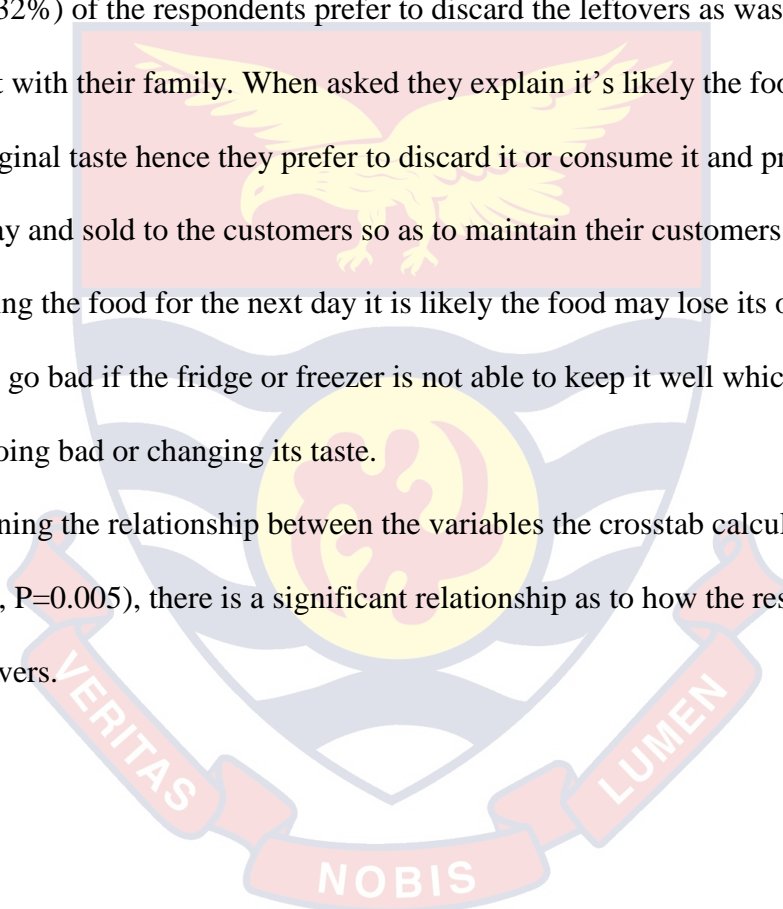 32%) of the respondents prefer to discard the leftovers as was
t with their family. When asked they explain it’s likely the foo
ginal taste hence they prefer to discard it or consume it and pr
ay and sold to the customers so as to maintain their customers
ing the food for the next day it is likely the food may lose its o
go bad if the fridge or freezer is not able to keep it well whic
oing bad or changing its taste.
ning the relationship between the variables the crosstab calcul
, P=0.005), there is a significant relationship as to how the res
vers.
VERITAS
NOBIS
LUMEN